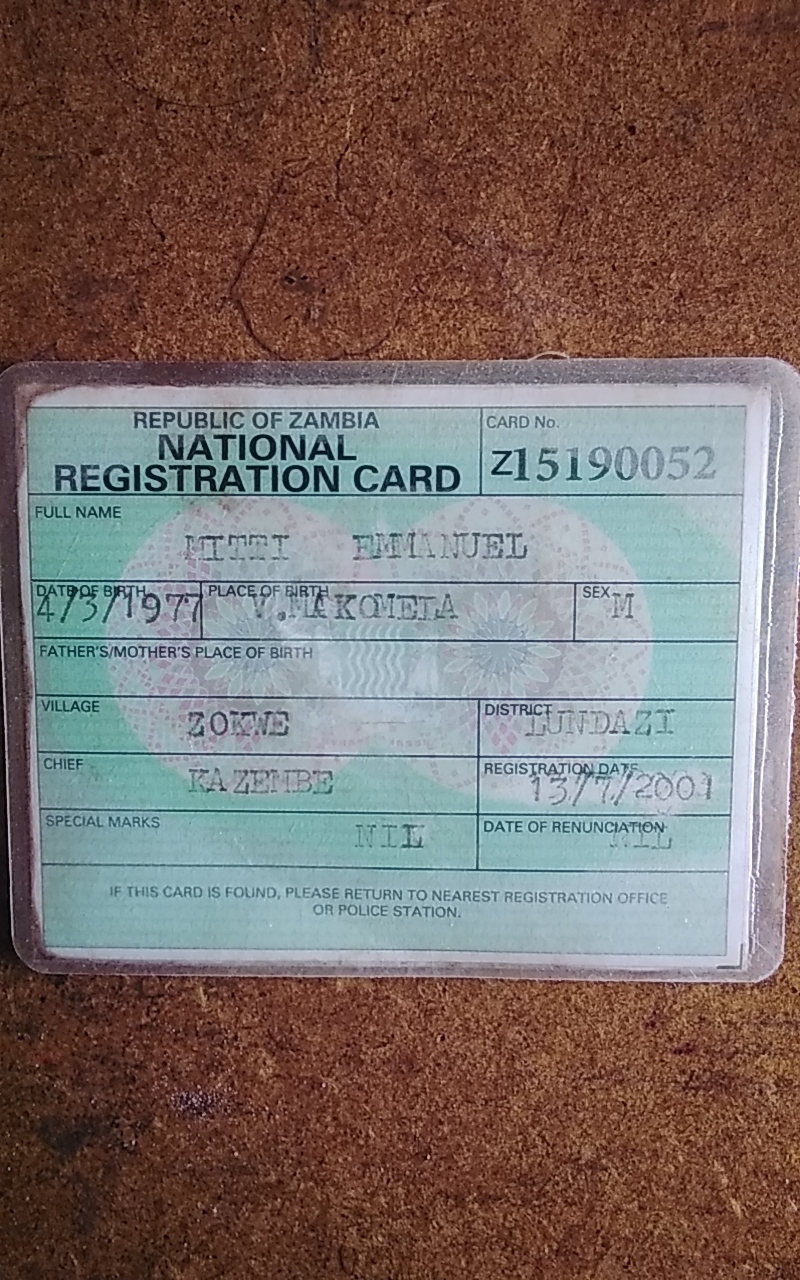 REPUBLIC OF ZAMBIA
NATIONAL
REGISTRATION CARD
CARD No.
Z15190052
FULL NAME
MITTI EMMANUEL
DATE OF BIRTH
4/3/1977
PLACE OF BIRTH
V.MAKOMELA
SEX
M
FATHER'S/MOTHER'S PLACE OF BIRTH
VILLAGE
ZOKWE
DISTRICT
LUNDAZI
CHIEF
KAZEMBE
REGISTRATION DATE
13/7/2001
SPECIAL MARKS
NIL
DATE OF RENUNCIATION
NIL
IF THIS CARD IS FOUND, PLEASE RETURN TO NEAREST REGISTRATION OFFICE
OR POLICE STATION.